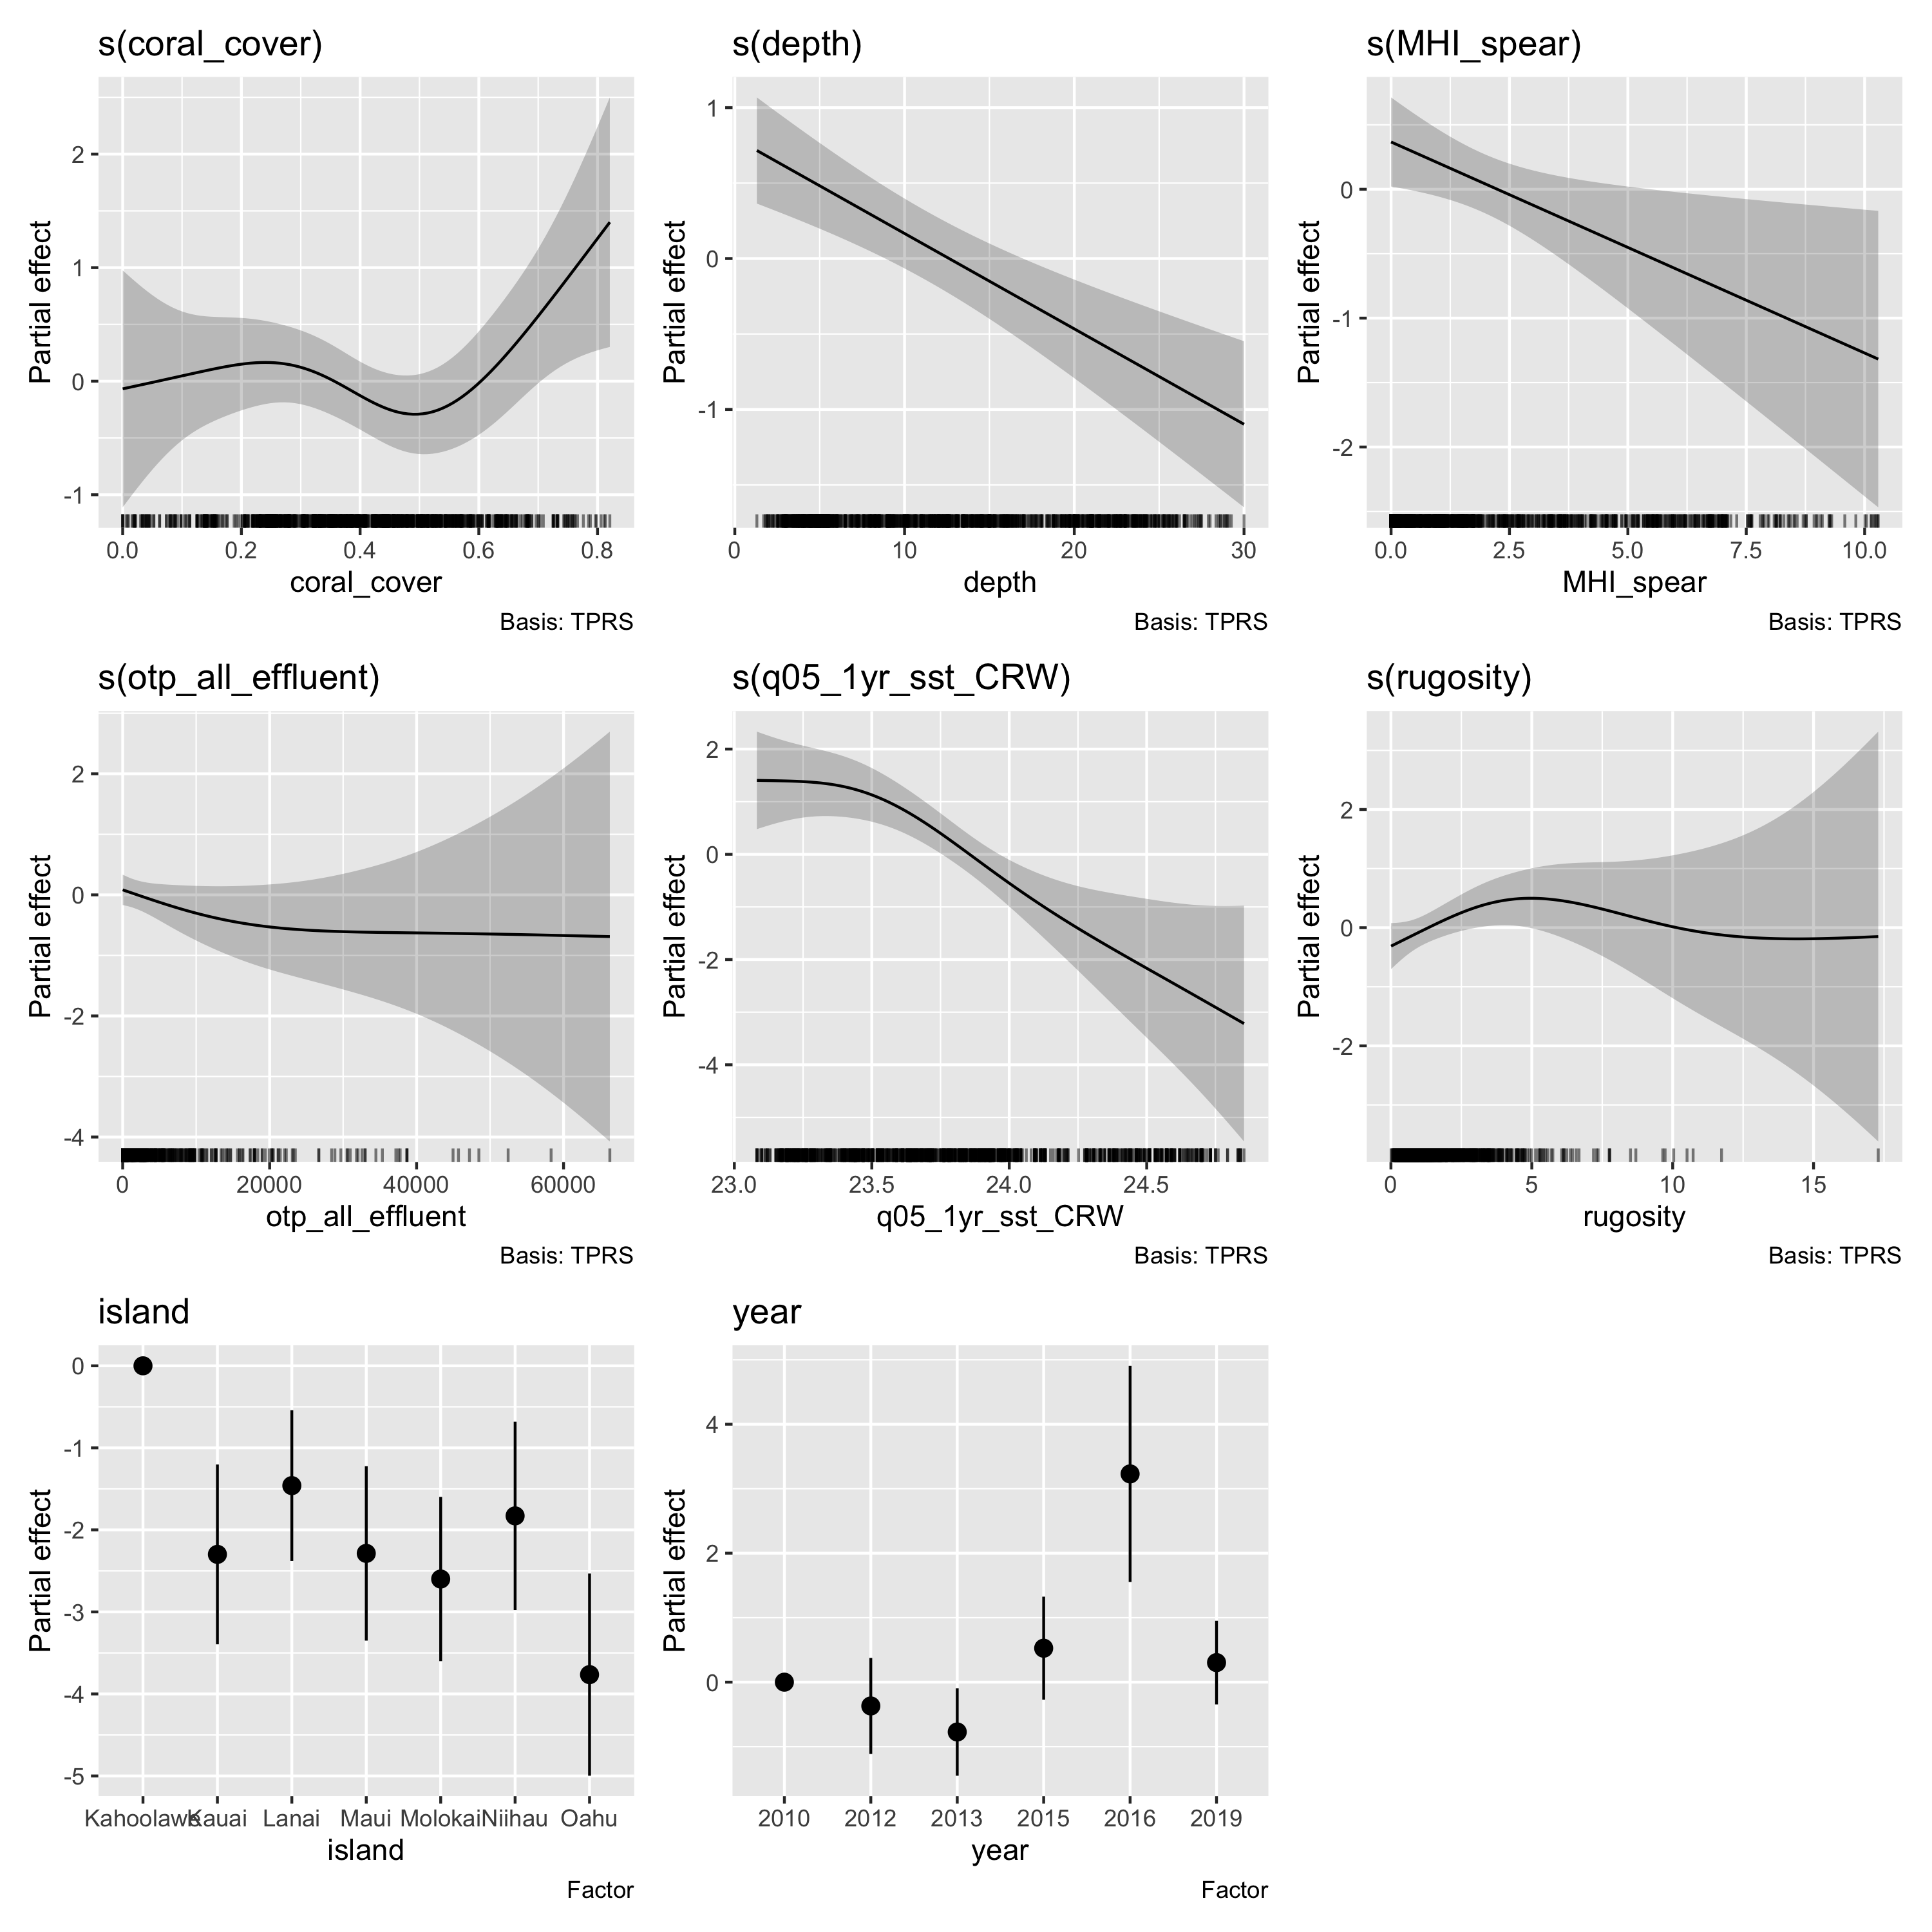 s(coral_cover)
Partial effect
2
1
0
-1
0.0 0.2 0.4 0.6 0.8
coral_cover
Basis: TPRS
s(depth)
Partial effect
1
0
-1
0 10 20 30
depth
Basis: TPRS
s(MHI_spear)
Partial effect
0
-1
-2
0.0 2.5 5.0 7.5 10.0
MHI_spear
Basis: TPRS
s(otp_all_effluent)
Partial effect
2
0
-2
-4
0 20000 40000 60000
otp_all_effluent
Basis: TPRS
s(q05_1yr_sst_CRW)
Partial effect
2
0
-2
-4
23.0 23.5 24.0 24.5
q05_1yr_sst_CRW
Basis: TPRS
s(rugosity)
Partial effect
2
0
-2
0 5 10 15
rugosity
Basis: TPRS
island
Partial effect
0
-1
-2
-3
-4
-5
Kahoolawe Kauai Lanai Maui Molokai Niihau Oahu
island
Factor
year
Partial effect
4
2
0
2010 2012 2013 2015 2016 2019
year
Factor